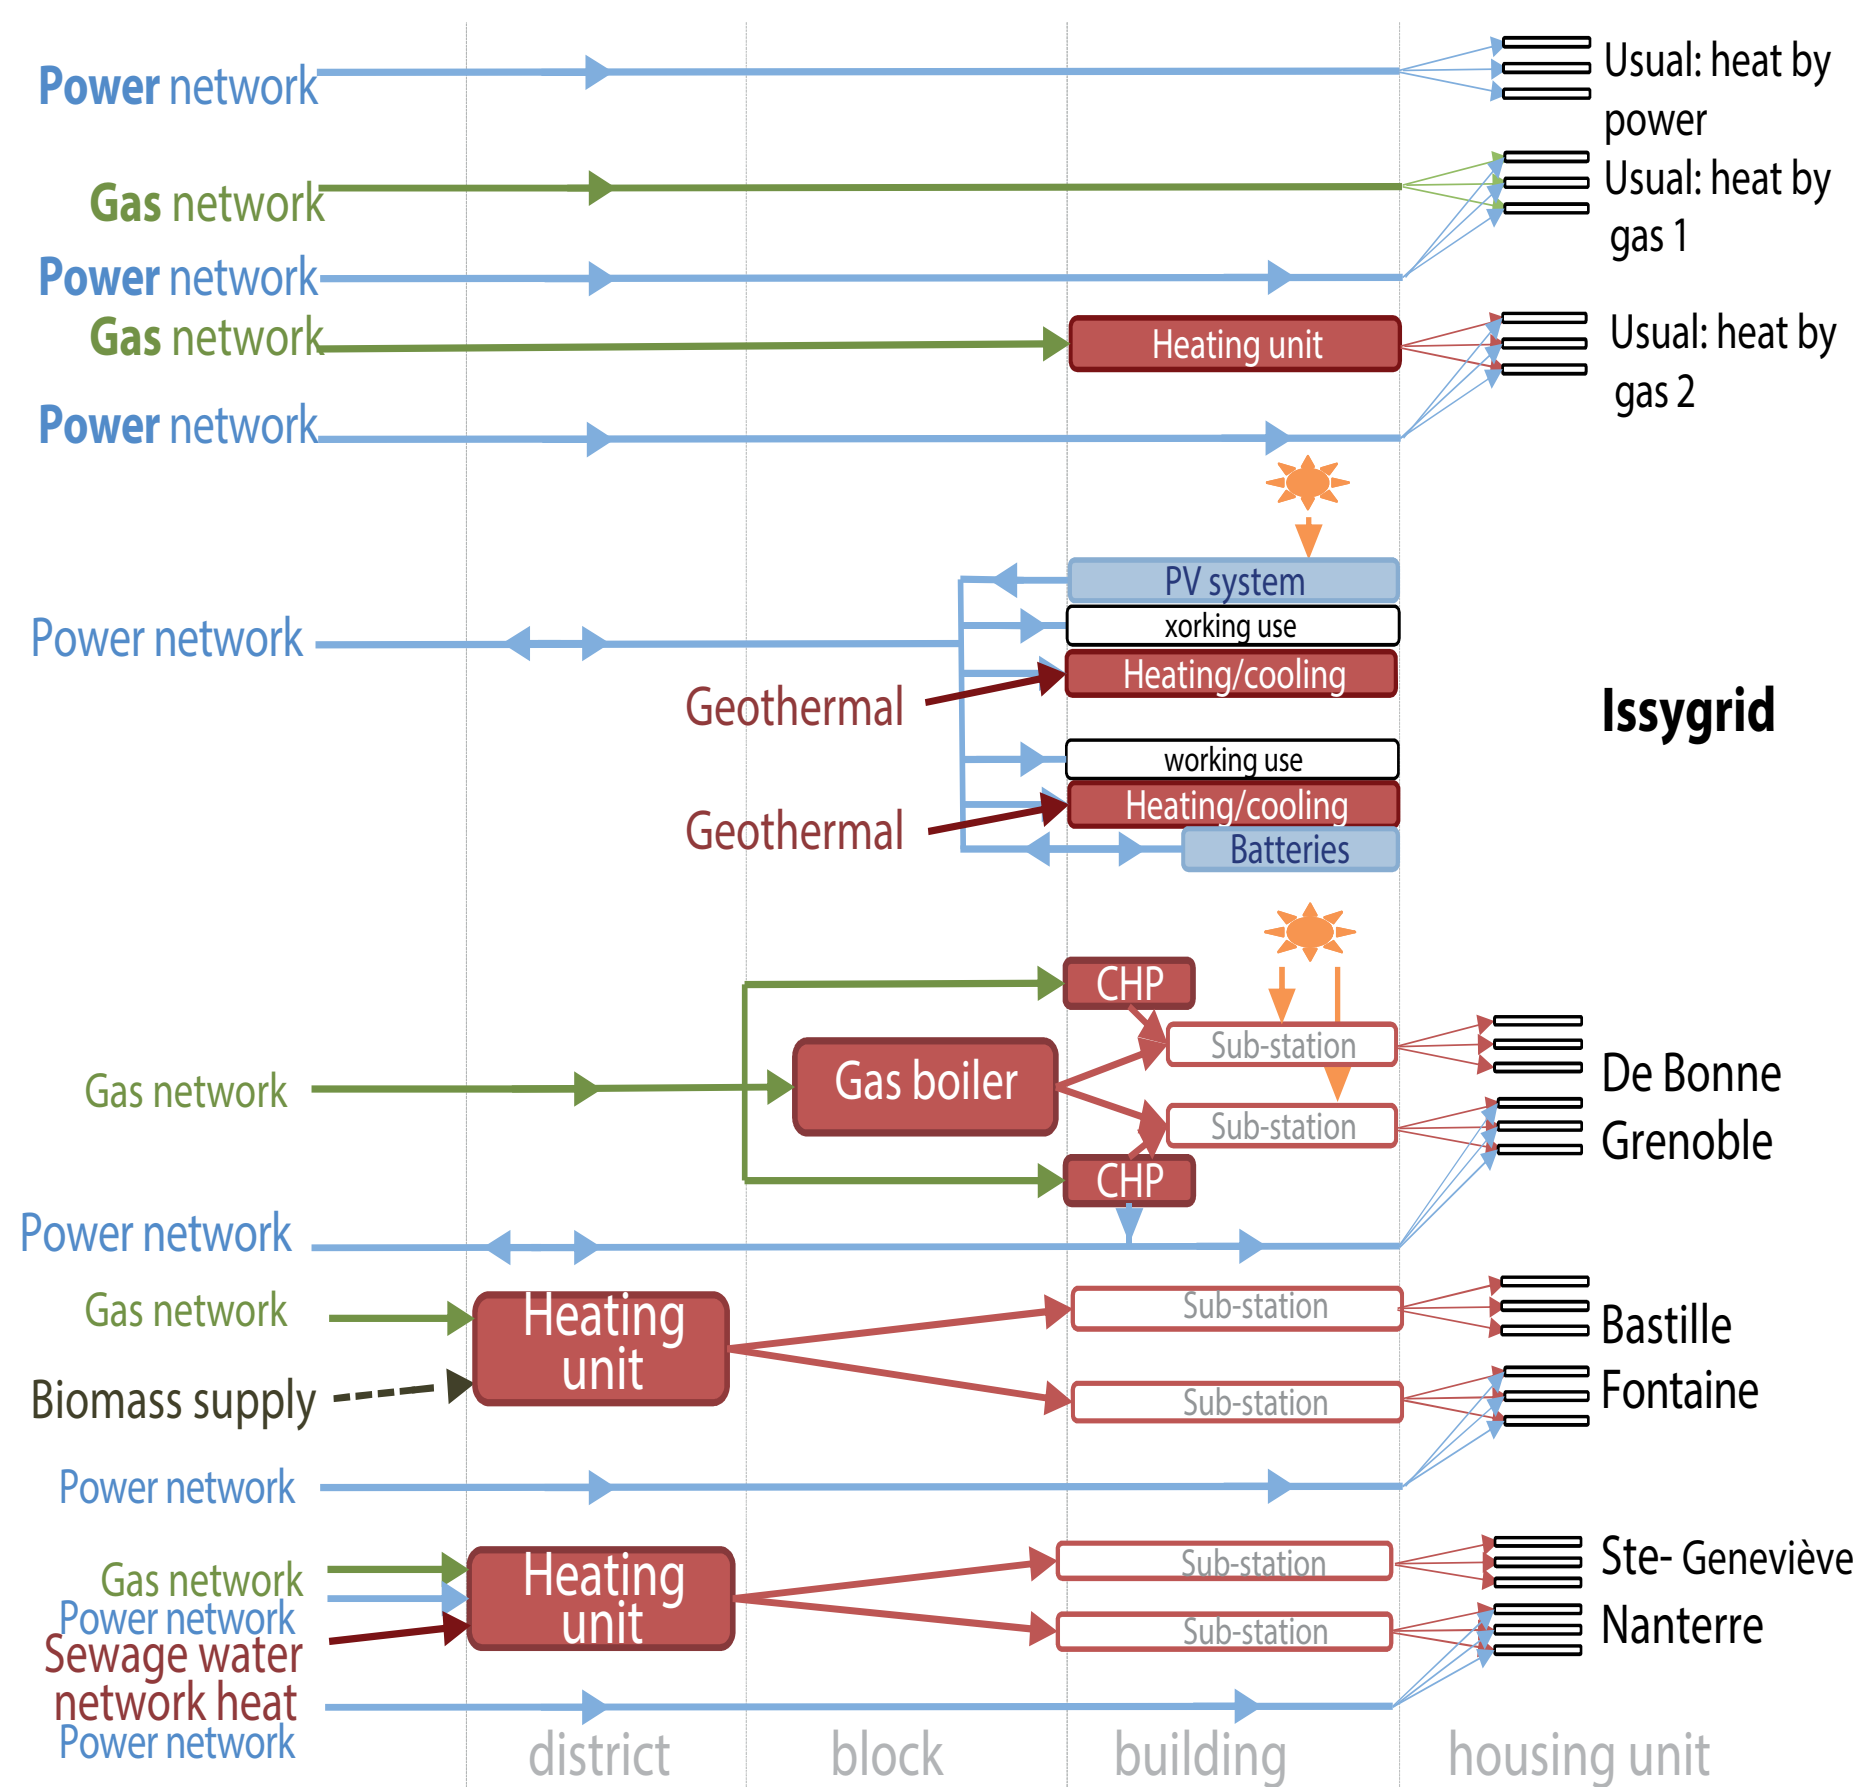 Power network
Usual: heat by
power
Gas network
Usual: heat by
gas 1
Power network
Gas network
Heating unit
Usual: heat by
gas 2
Power network
PV system
xorking use
Power network
Heating/cooling
Geothermal
Issygrid
working use
Heating/cooling
Geothermal
Batteries
CHP
Sub-station
Gas boiler
Gas network
De Bonne
Sub-station
Grenoble
CHP
Power network
Gas network
Heating
unit
Sub-station
Bastille
Biomass supply
Sub-station
Fontaine
Power network
Gas network
Heating
unit
Sub-station
Ste- Geneviève
Power network
Sub-station
Nanterre
Sewage water
network heat
Power network
district
block
building
housing unit